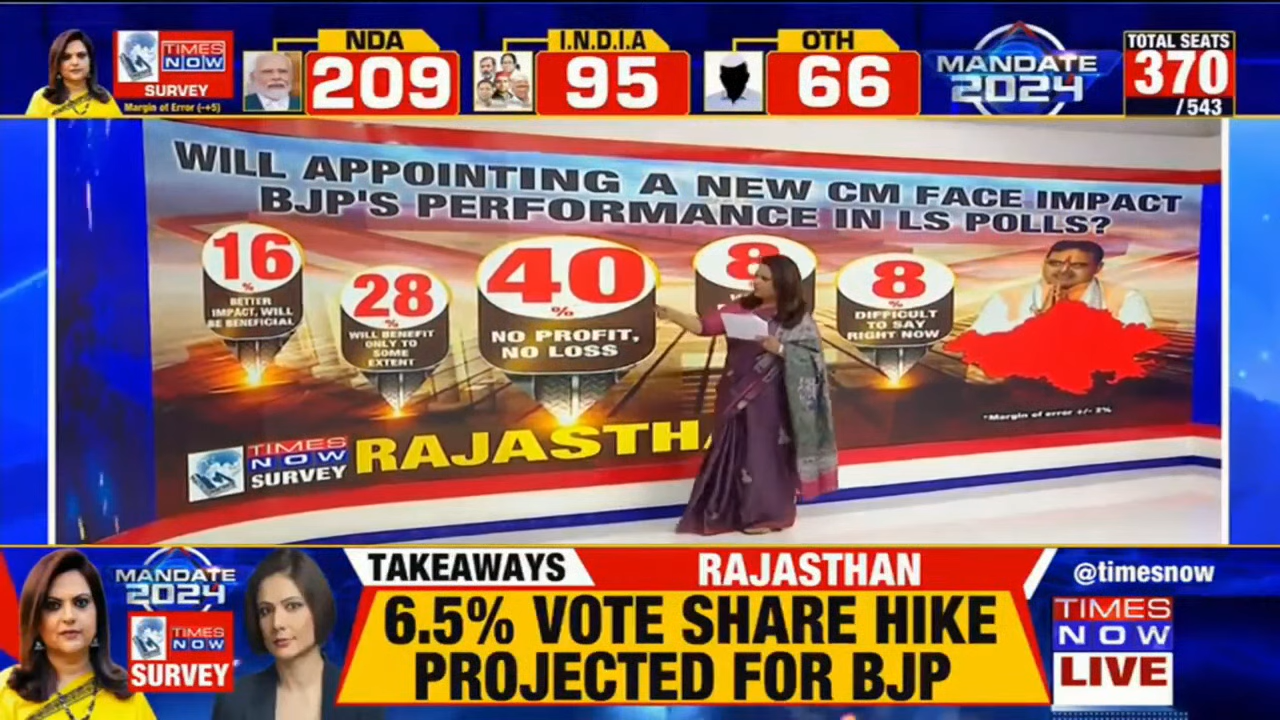 TIMES
NOW
SURVEY
Margin of Error (-+5)
NDA
209
I.N.D.I.A
95
OTH
66
MANDATE
2024
TOTAL SEATS
370
/543
WILL APPOINTING A NEW CM FACE IMPACT
BJP'S PERFORMANCE IN LS POLLS?
16
%
BETTER
IMPACT, WILL
BE BENEFICIAL
28
%
WILL BENEFIT
ONLY TO
SOME
EXTENT
40
%
NO PROFIT,
NO LOSS
8
8
%
DIFFICULT
TO SAY
RIGHT NOW
*Margin of error +/- 2%
TIMES
NOW
SURVEY
RAJASTH
MANDATE
2024
TIMES
NOW
SURVEY
TAKEAWAYS
RAJASTHAN
6.5% VOTE SHARE HIKE
PROJECTED FOR BJP
@timesnow
TIMES
NOW
LIVE